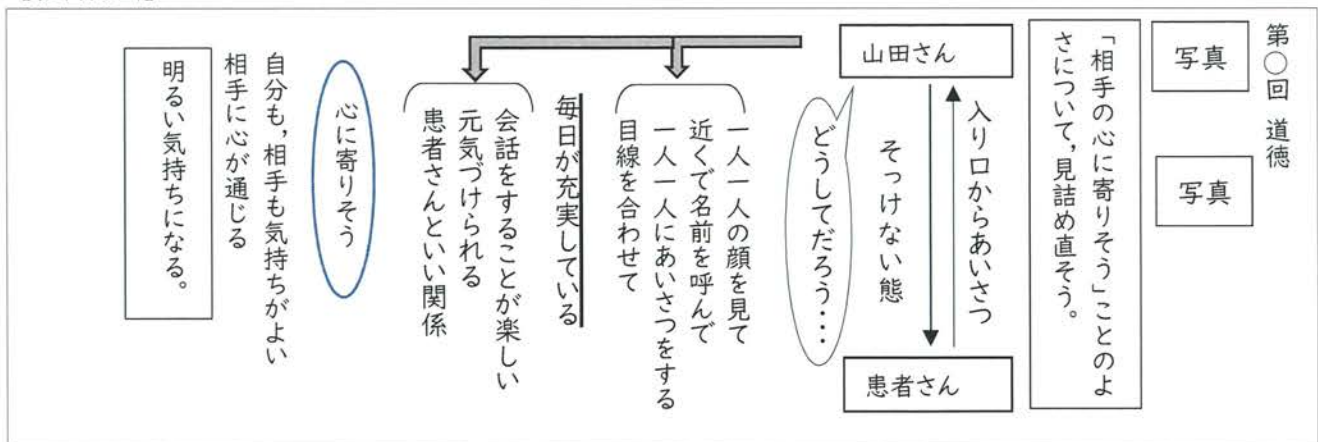 第○回 道徳
写真
写真
「相手の心に寄りそう」ことのよ
さについて,見詰め直そう。
山田さん
入り口からあいさつ
そっけない態
患者さん
どうしてだろう・・・
一人一人の顔を見て
近くで名前を呼んで
一人一人にあいさつをする
目線を合わせて
毎日が充実している
会話をすることが楽しい
元気づけられる
患者さんといい関係
心に寄りそう
自分も,相手も気持ちがよい
相手に心が通じる
明るい気持ちになる。